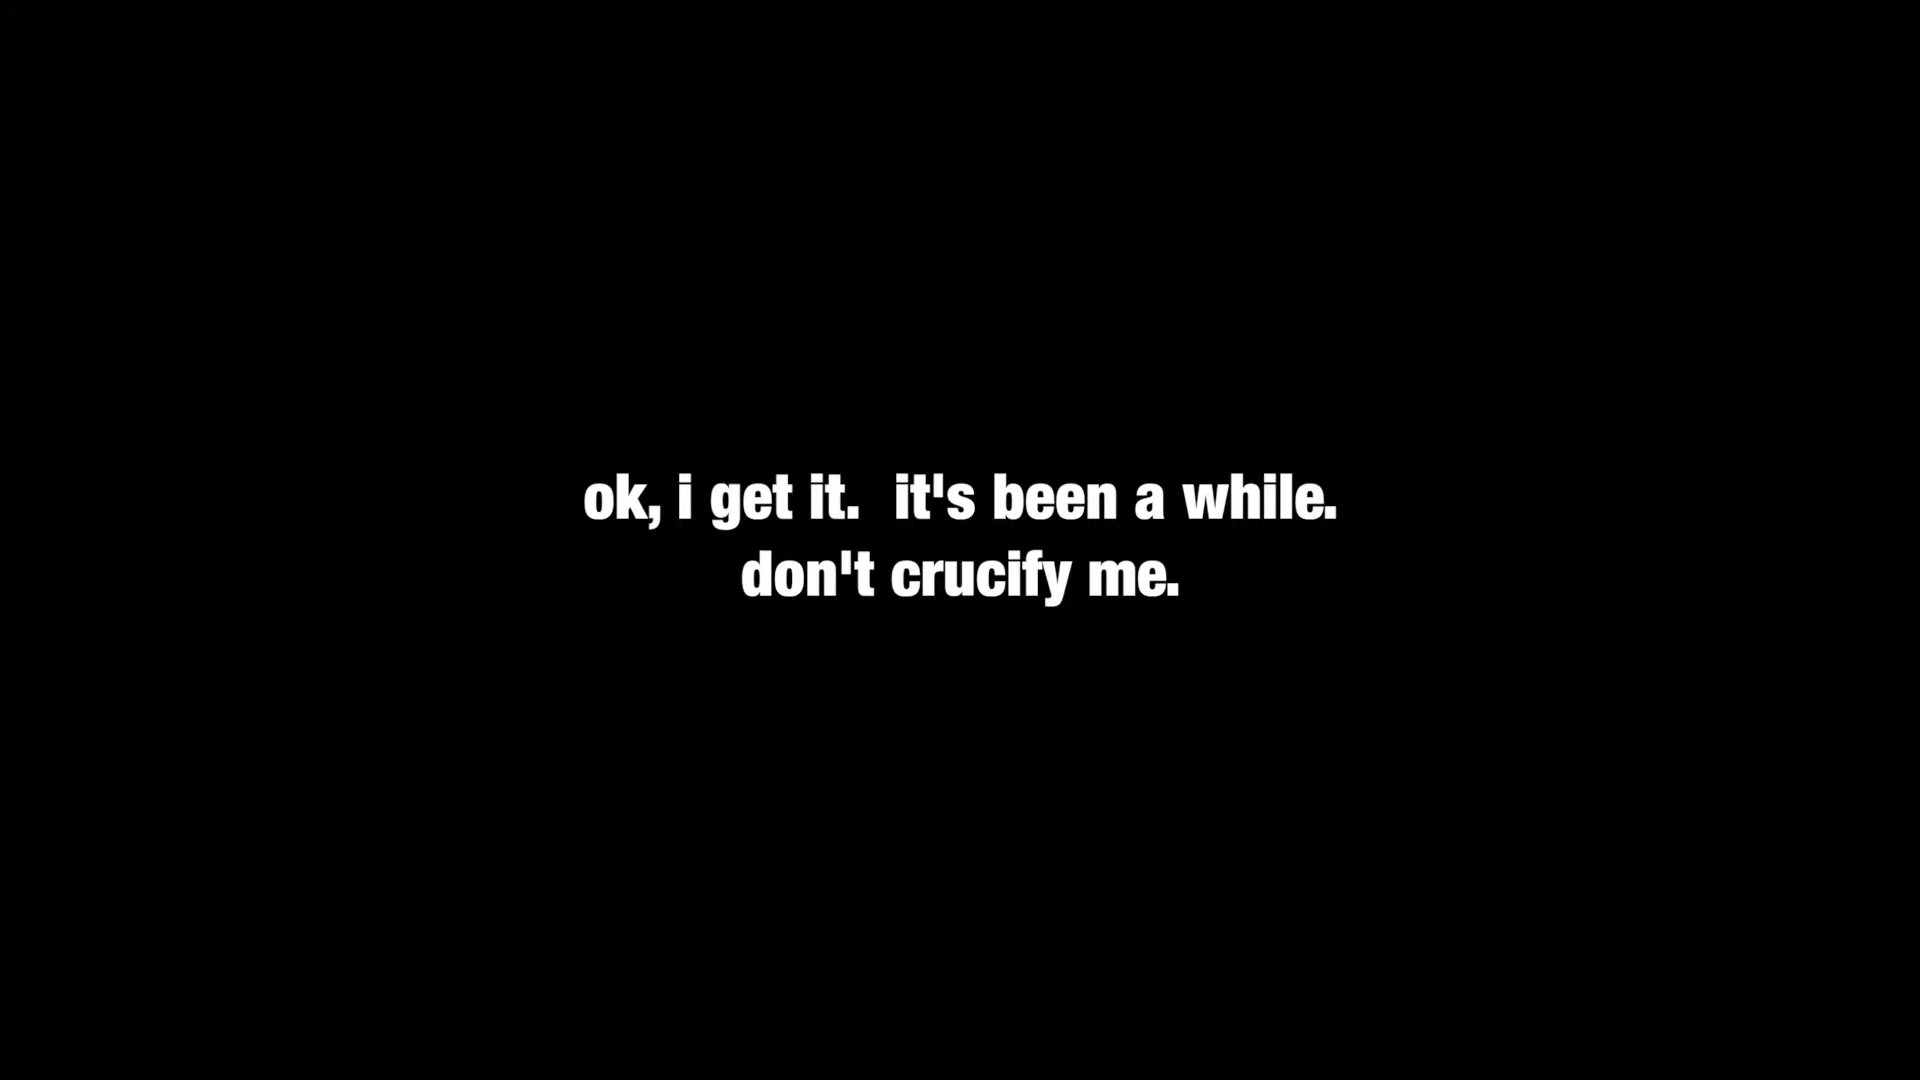 ok, i get it.  it's been a while.
don't crucify me.